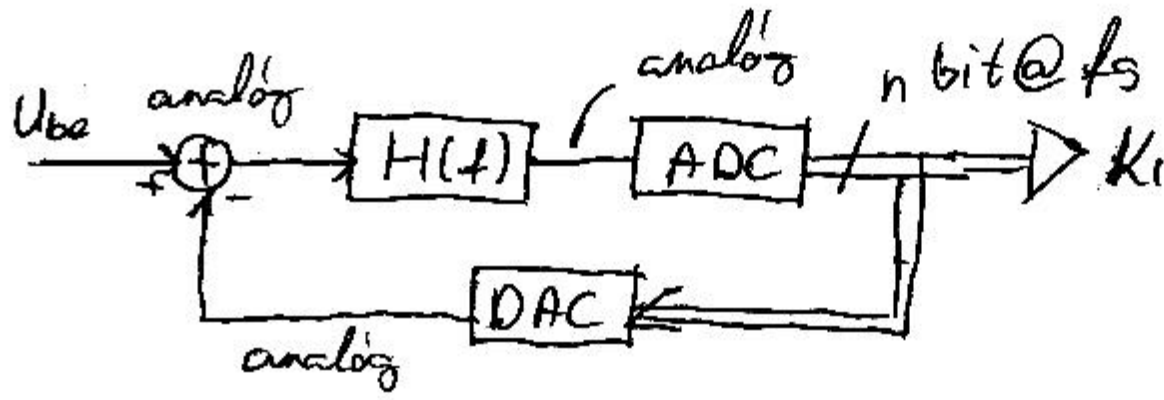 analóg
n bit@fs
analóg
Ube
+
H(f)
ADC
Ki
+
-
DAC
analóg